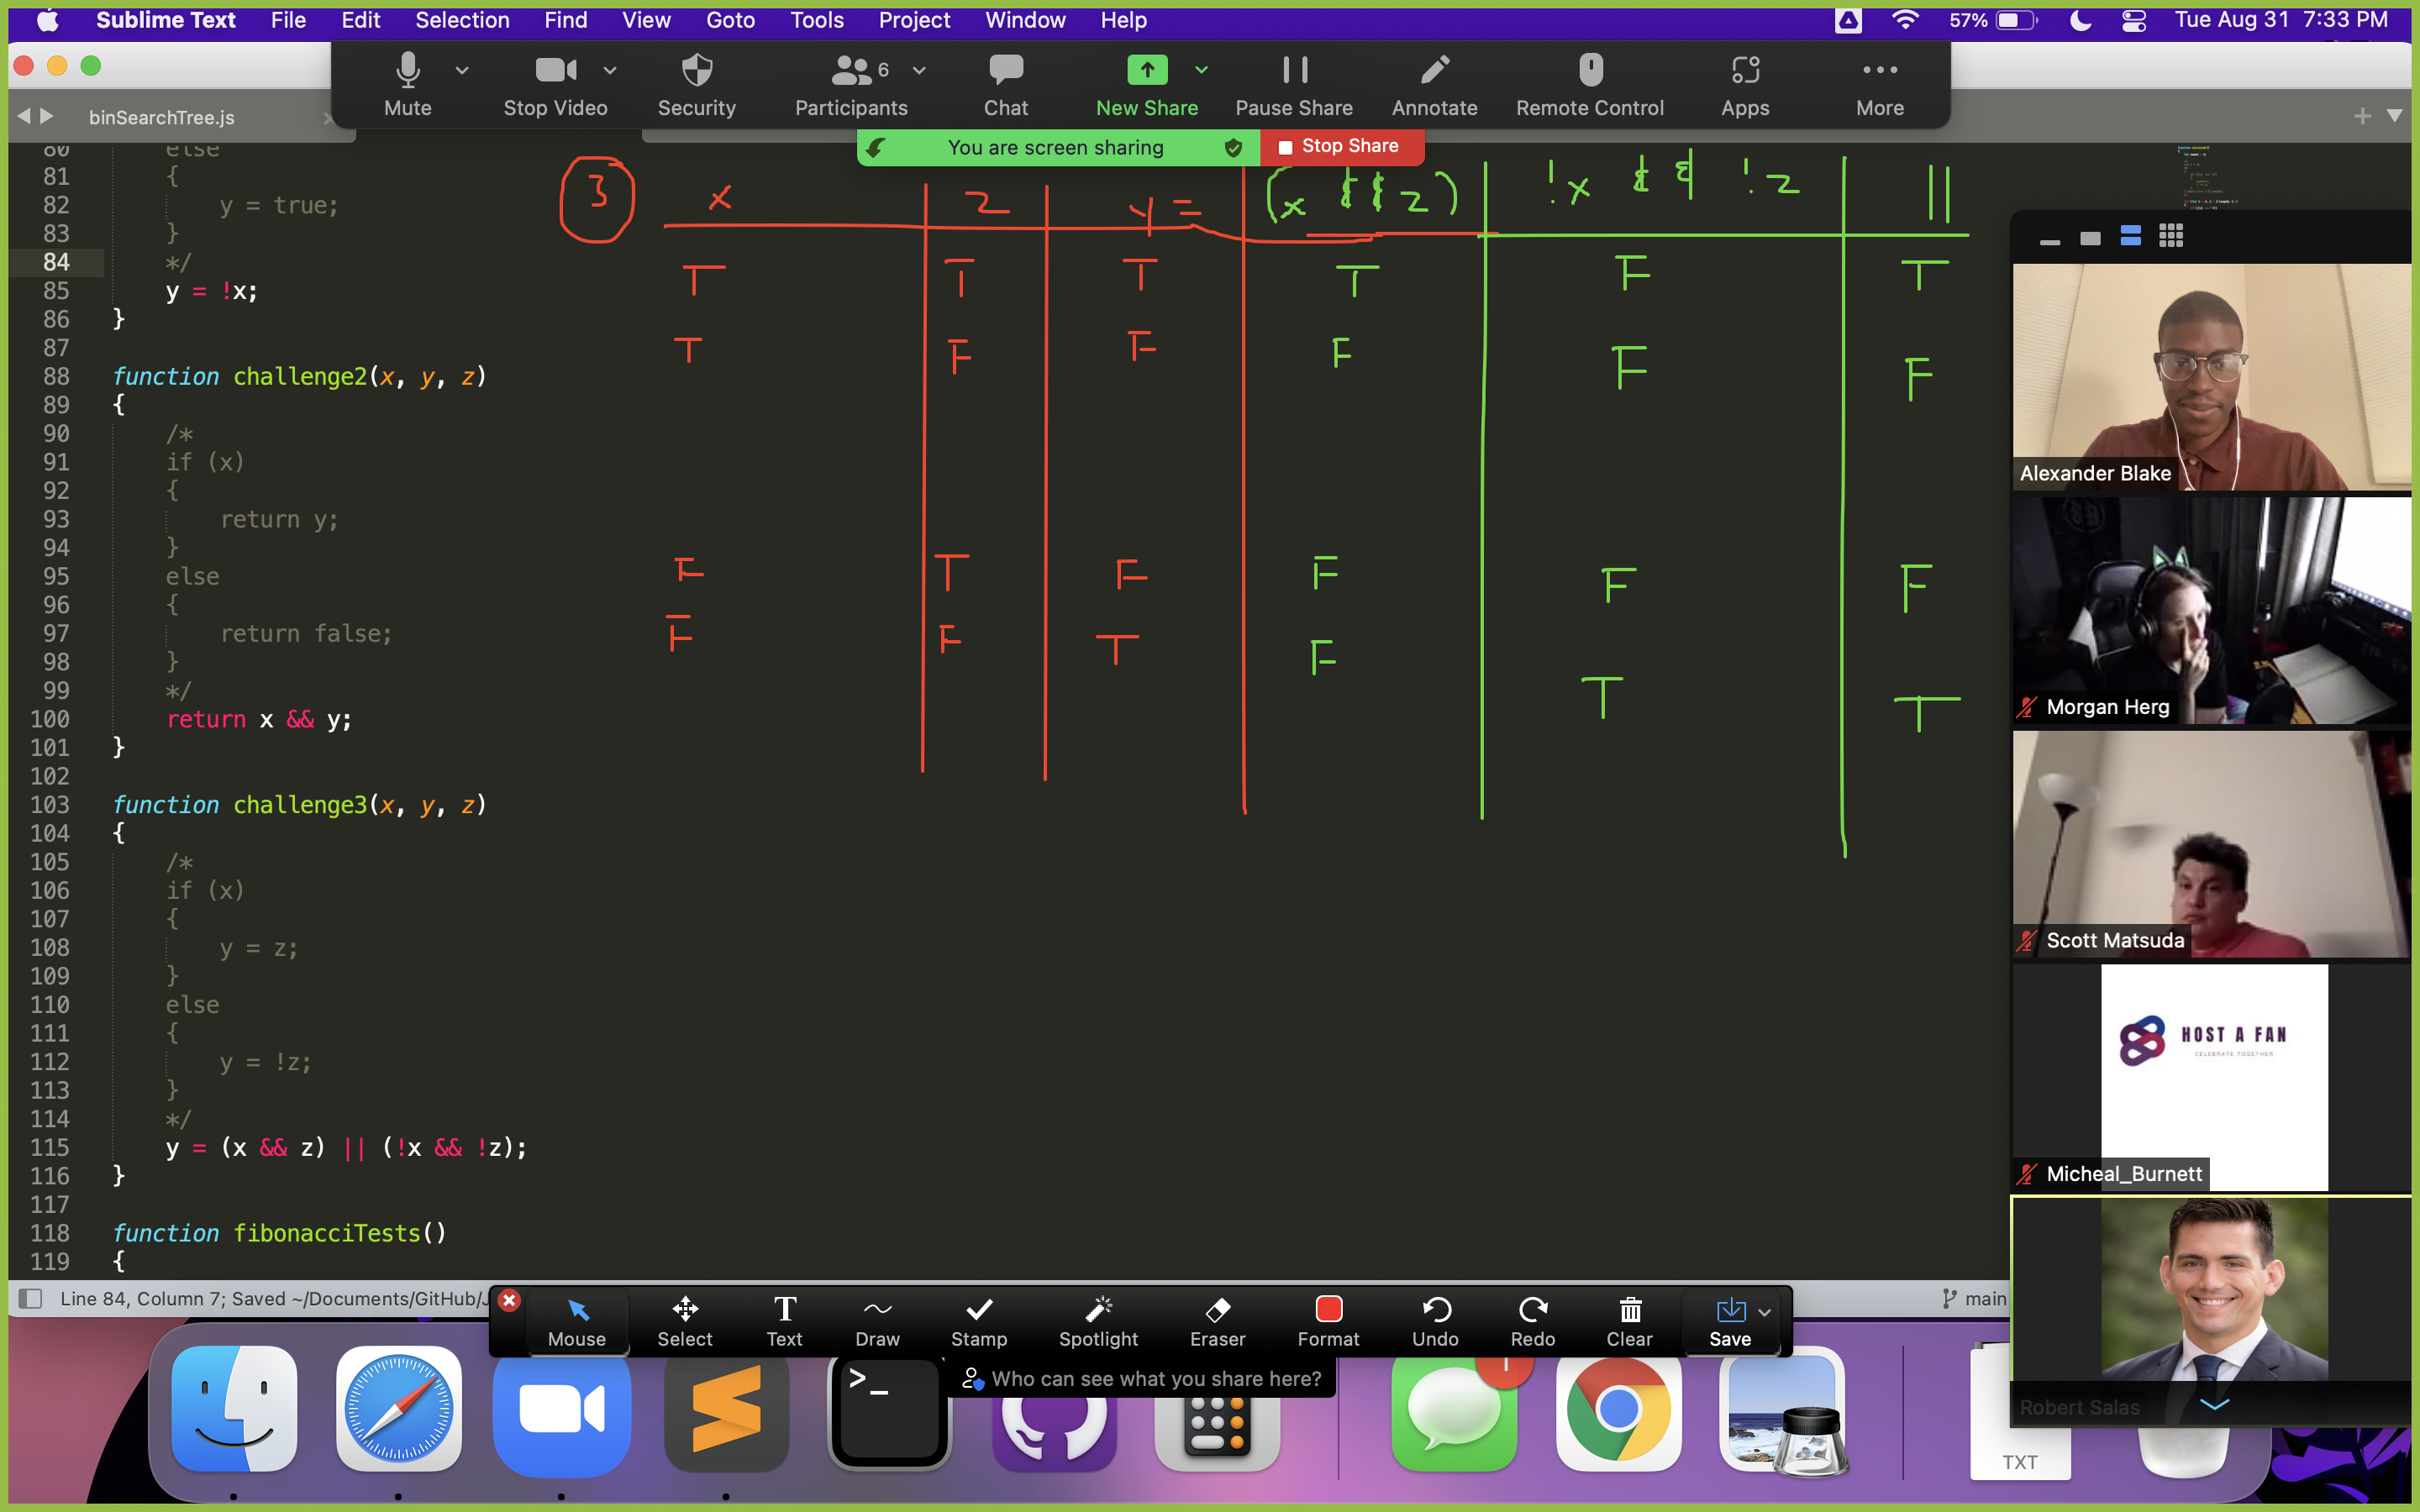 Sublime Text File Edit Selection Find View Goto Tools Project Window Help 57% Tue Aug 31 7:33 PM
6
Mute Stop Video Security Participants Chat New Share Pause Share Annotate Remote Control Apps More
binSearchTree.js
You are screen sharing Stop Share
80 else
81 {
82 y = true;
83 }
84 */
85 y = !x;
86 }
87
88 function challenge2(x, y, z)
89 {
90 /*
91 if (x)
92 {
93 return y;
94 }
95 else
96 {
97 return false;
98 }
99 */
100 return x && y;
101 }
102
103 function challenge3(x, y, z)
104 {
105 /*
106 if (x)
107 {
108 y = z;
109 }
110 else
111 {
112 y = !z;
113 }
114 */
115 y = (x && z) || (!x && !z);
116 }
117
118 function fibonacciTests()
119 {
3 x z y = (x && z) !x && !z ||
T T T T F T
T F F F F F
F T F F F F
F F T F T T
Alexander Blake
Morgan Herg
Scott Matsuda
HOST A FAN
CELEBRATE TOGETHER
Micheal_Burnett
Robert Salas
Line 84, Column 7; Saved ~/Documents/GitHub/J
main
Mouse Select Text Draw Stamp Spotlight Eraser Format Undo Redo Clear Save
Who can see what you share here?
>_
1
TXT